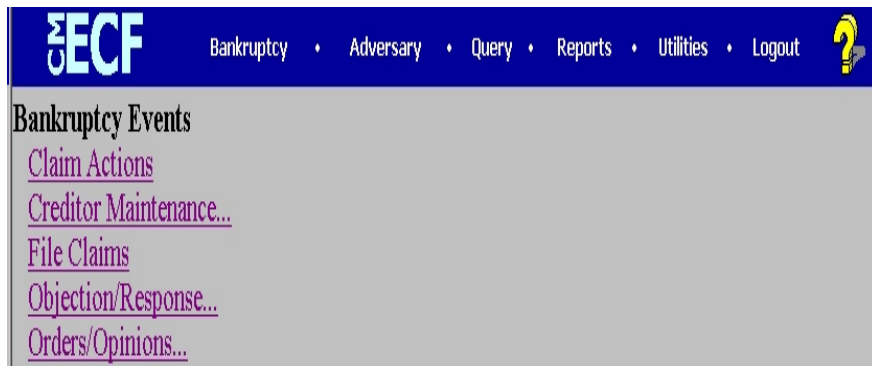 CM ECF Bankruptcy • Adversary • Query • Reports • Utilities • Logout ?
Bankruptcy Events
Claim Actions
Creditor Maintenance...
File Claims
Objection/Response...
Orders/Opinions...